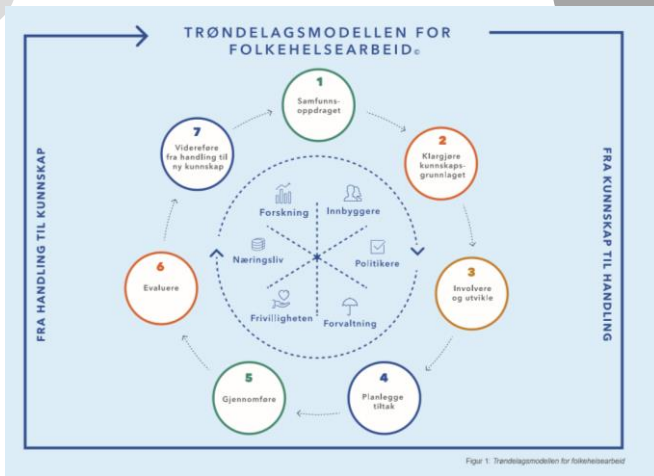 TRØNDELAGSMODELLEN FOR
FOLKEHELSEARBEID©
FRA HANDLING TIL KUNNSKAP
FRA KUNNSKAP TIL HANDLING
1
Samfunns-
oppdraget
2
Klargjøre
kunnskaps-
grunnlaget
3
Involvere
og utvikle
4
Planlegge
tiltak
5
Gjennomføre
6
Evaluere
7
Videreføre
fra handling til
ny kunnskap
Forskning
Innbyggere
Næringsliv
Politikere
Frivilligheten
Forvaltning
Figur 1. Trøndelagsmodellen for folkehelsearbeid